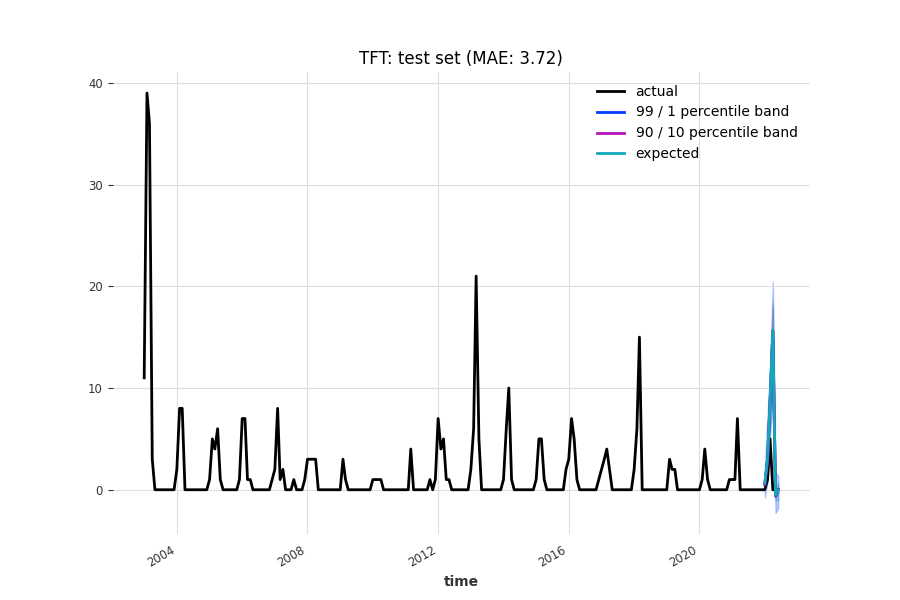 TFT: test set (MAE: 3.72)
actual
99 / 1 percentile band
90 / 10 percentile band
expected
40
30
20
10
0
2004
2008
2012
2016
2020
time